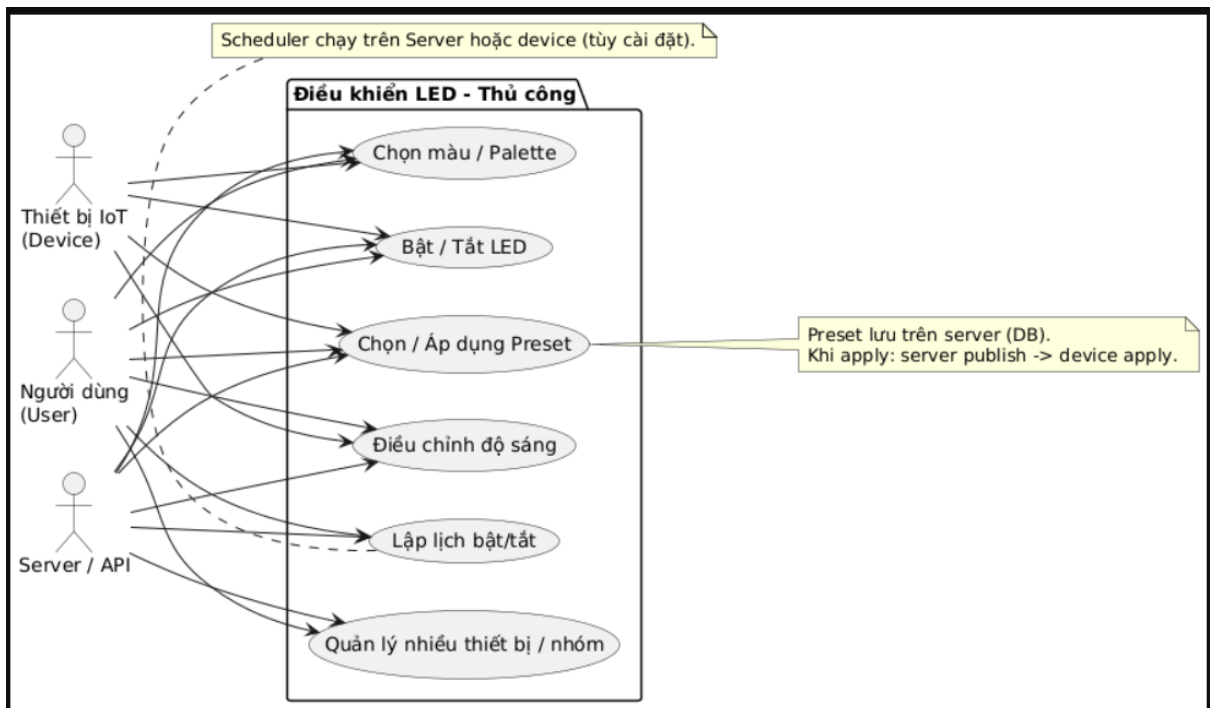 Scheduler chạy trên Server hoặc device (tùy cài đặt).
Điều khiển LED - Thủ công
Chọn màu / Palette
Thiết bị IoT
(Device)
Bật / Tắt LED
Chọn / Áp dụng Preset
Preset lưu trên server (DB).
Khi apply: server publish -> device apply.
Người dùng
(User)
Điều chỉnh độ sáng
Lập lịch bật/tắt
Server / API
Quản lý nhiều thiết bị / nhóm